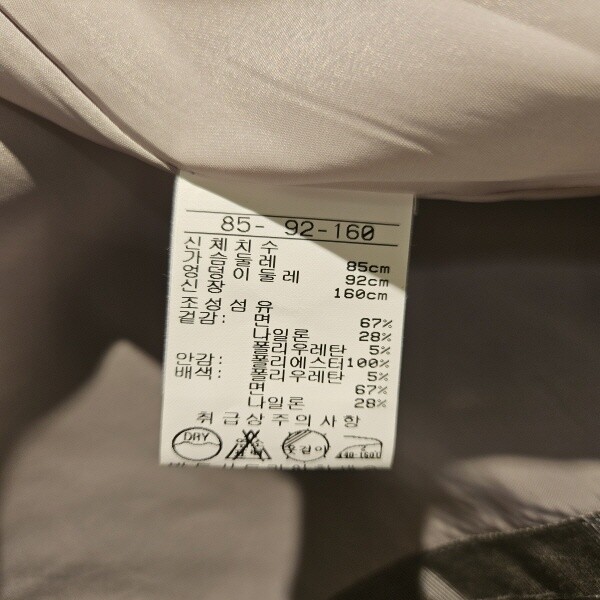 85- 92-160
신체치수
가슴둘레 85cm
엉덩이둘레 92cm
신장 160cm
조성섬유
겉감: 면 67%
나일론 28%
폴리우레탄 5%
안감: 폴리에스터100%
배색: 폴리우레탄 5%
면 67%
나일론 28%
취급상주의사항
DRY 옷걸이